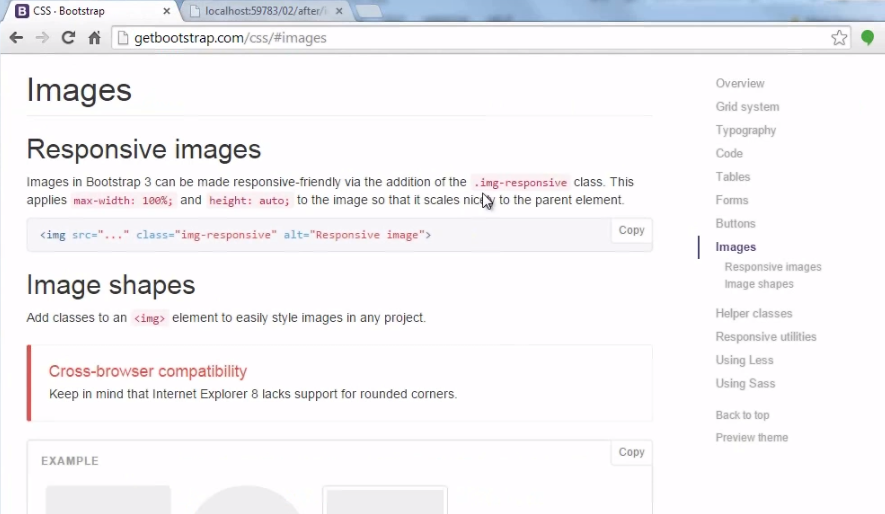 CSS · Bootstrap
localhost:59783/02/after/i
getbootstrap.com/css/#images
Images
Responsive images
Images in Bootstrap 3 can be made responsive-friendly via the addition of the .img-responsive class. This
applies max-width: 100%; and height: auto; to the image so that it scales nicely to the parent element.
Copy
<img src="..." class="img-responsive" alt="Responsive image">
Image shapes
Add classes to an <img> element to easily style images in any project.
Cross-browser compatibility
Keep in mind that Internet Explorer 8 lacks support for rounded corners.
Copy
EXAMPLE
Overview
Grid system
Typography
Code
Tables
Forms
Buttons
Images
Responsive images
Image shapes
Helper classes
Responsive utilities
Using Less
Using Sass
Back to top
Preview theme